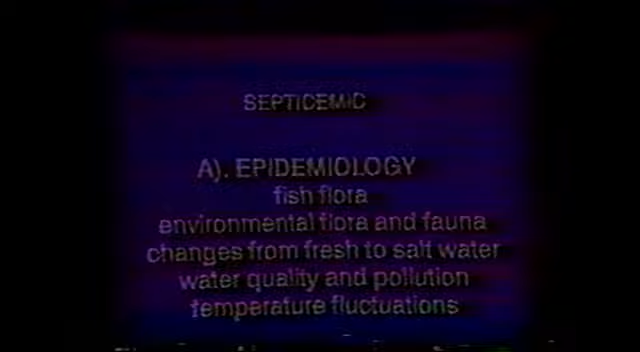 SEPTICEMIC
A). EPIDEMIOLOGY
fish flora
environmental flora and fauna
changes from fresh to salt water
water quality and pollution
temperature fluctuations